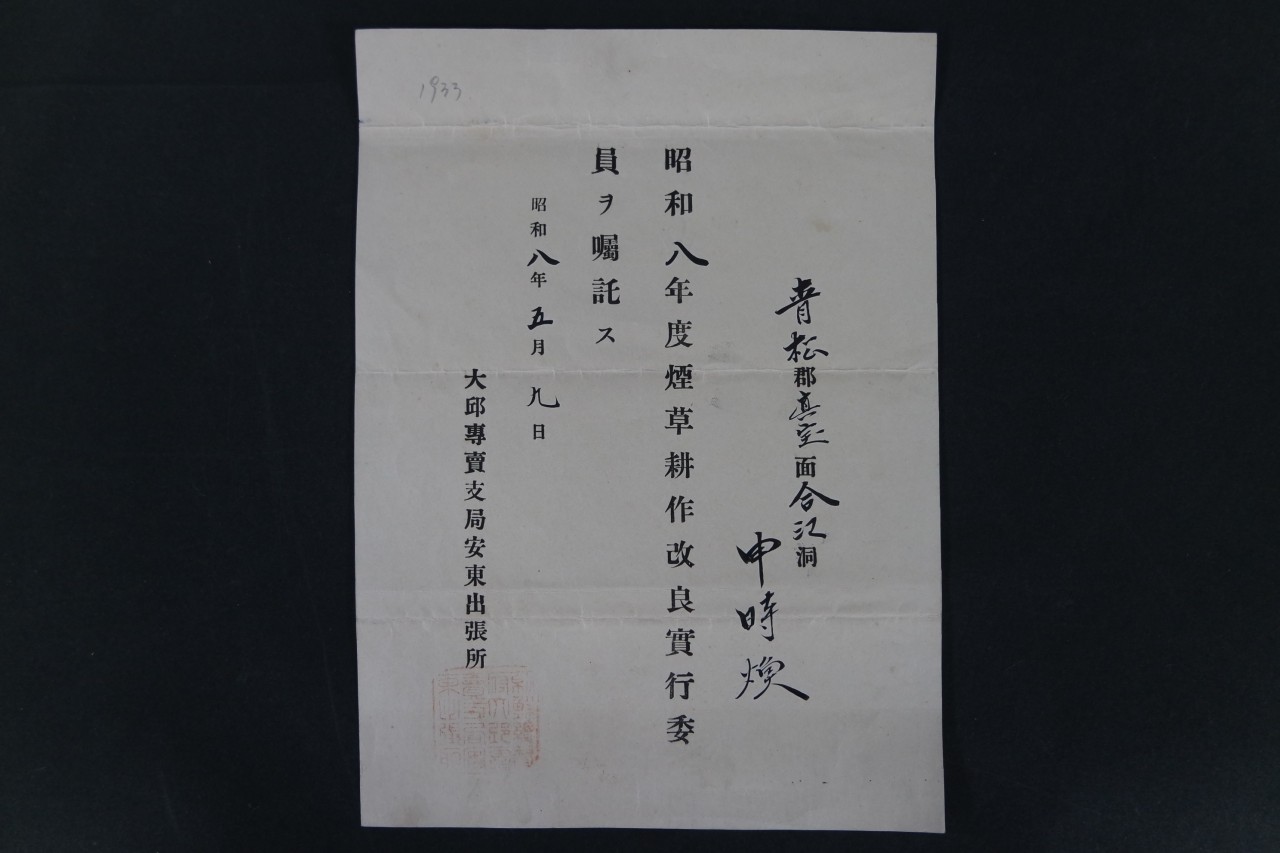 青松郡真宝面合江洞
申時煥
昭和八年度煙草耕作改良實行委
員ヲ囑託ス
昭和八年五月九日
大邱專賣支局安東出張所
1933